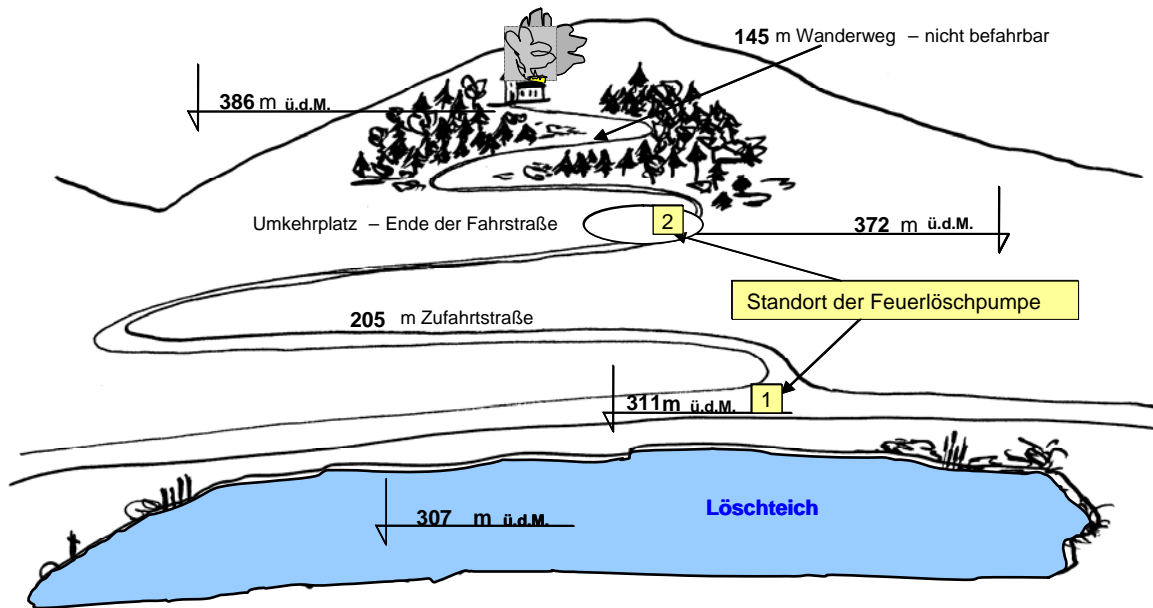 145 m Wanderweg – nicht befahrbar
386 m ü.d.M.
Umkehrplatz – Ende der Fahrstraße
2
372 m ü.d.M.
Standort der Feuerlöschpumpe
205 m Zufahrtstraße
311m ü.d.M.
1
307 m ü.d.M.
Löschteich